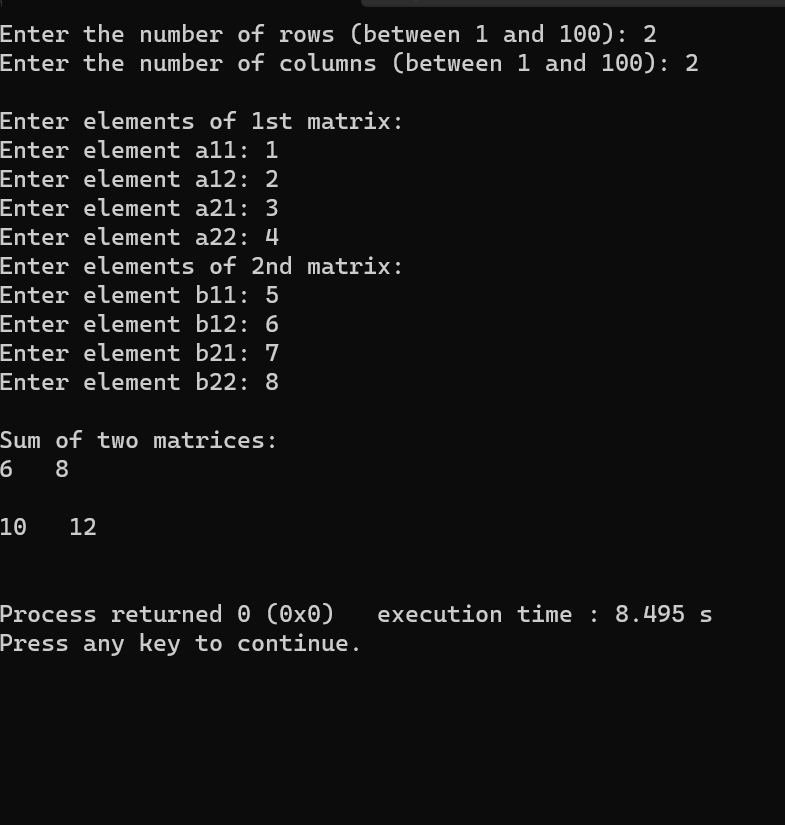 Enter the number of rows (between 1 and 100): 2
Enter the number of columns (between 1 and 100): 2
Enter elements of 1st matrix:
Enter element a11: 1
Enter element a12: 2
Enter element a21: 3
Enter element a22: 4
Enter elements of 2nd matrix:
Enter element b11: 5
Enter element b12: 6
Enter element b21: 7
Enter element b22: 8
Sum of two matrices:
6   8
10   12
Process returned 0 (0x0)   execution time : 8.495 s
Press any key to continue.